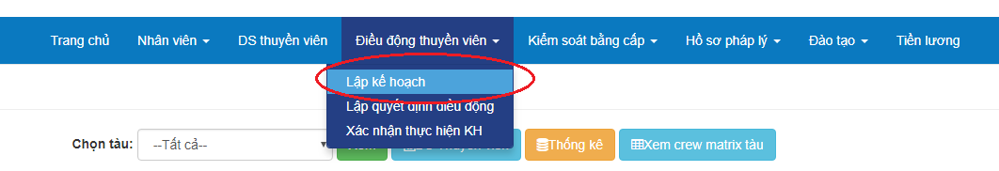 Trang chủ Nhân viên DS thuyền viên Điều động thuyền viên Kiểm soát bằng cấp Hồ sơ pháp lý Đào tạo Tiền lương
Lập kế hoạch
Lập quyết định điều động
Xác nhận thực hiện KH
Chọn tàu: --Tất cả-- Thống kê Xem crew matrix tàu